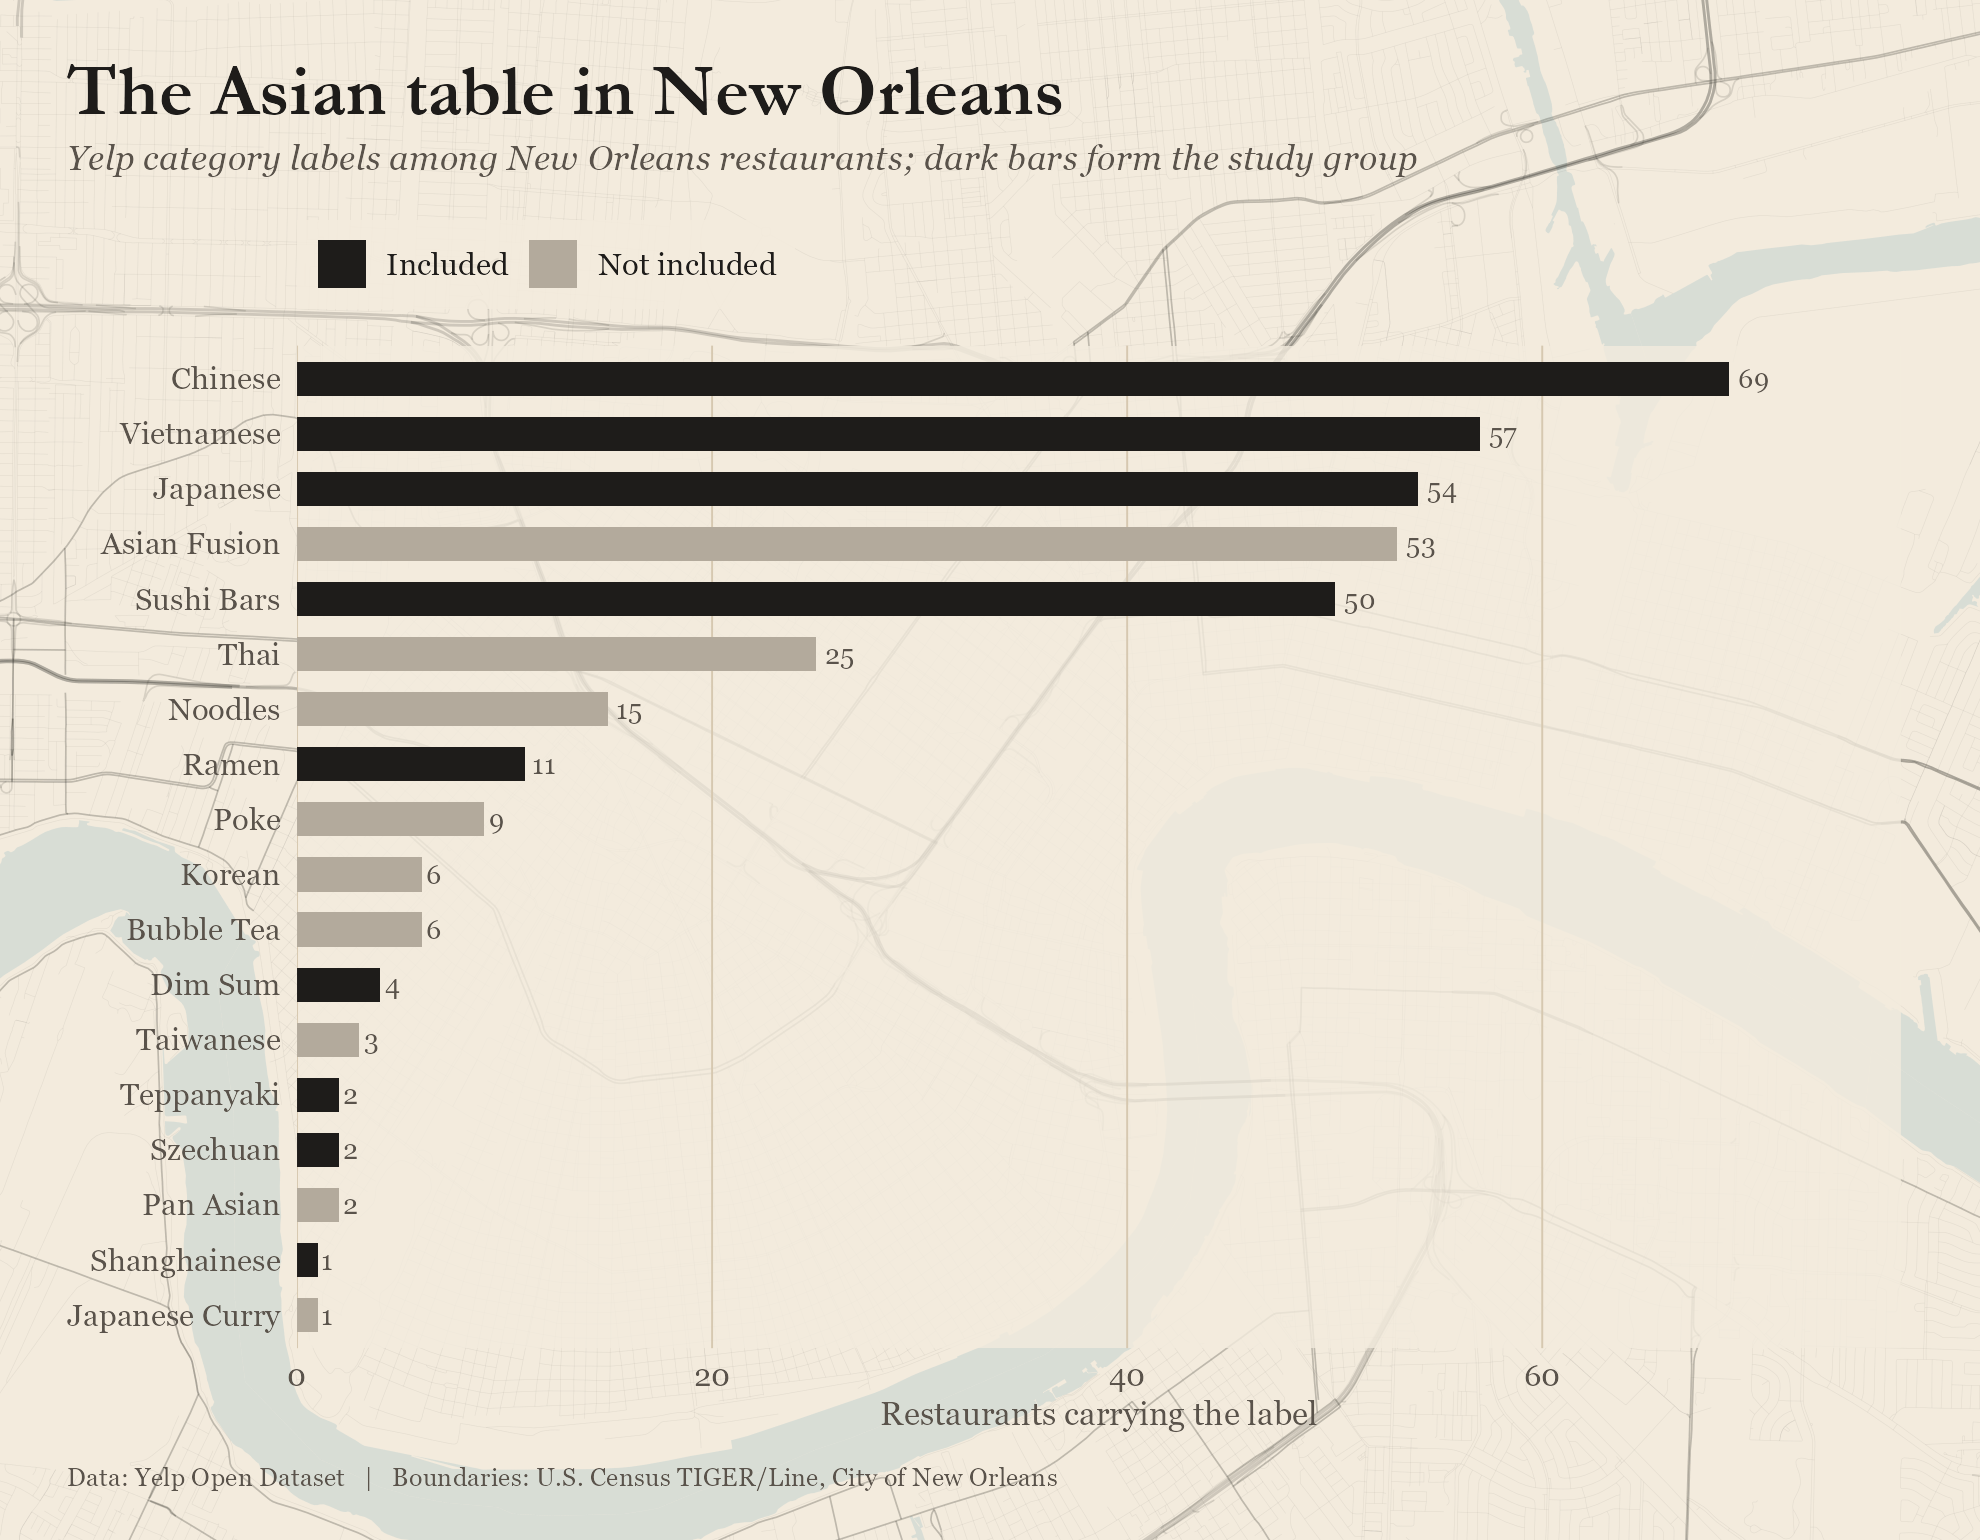 The Asian table in New Orleans
Yelp category labels among New Orleans restaurants; dark bars form the study group
Included Not included
Chinese 69
Vietnamese 57
Japanese 54
Asian Fusion 53
Sushi Bars 50
Thai 25
Noodles 15
Ramen 11
Poke 9
Korean 6
Bubble Tea 6
Dim Sum 4
Taiwanese 3
Teppanyaki 2
Szechuan 2
Pan Asian 2
Shanghainese 1
Japanese Curry 1
0 20 40 60
Restaurants carrying the label
Data: Yelp Open Dataset | Boundaries: U.S. Census TIGER/Line, City of New Orleans